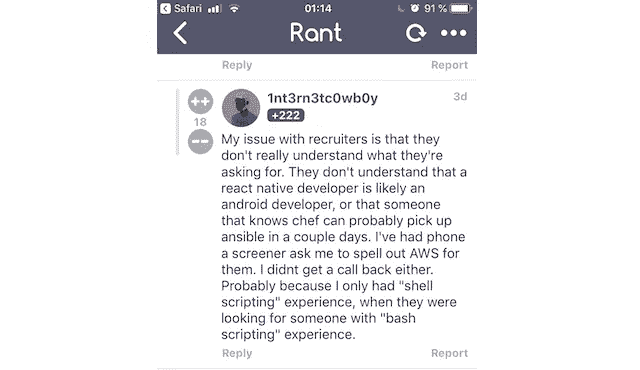 Safari 01:14 91 %
Rant
Reply Report
1nt3rn3tc0wb0y 3d
+222
++
18
--
My issue with recruiters is that they
don't really understand what they're
asking for. They don't understand that a
react native developer is likely an
android developer, or that someone
that knows chef can probably pick up
ansible in a couple days. I've had phone
a screener ask me to spell out AWS for
them. I didnt get a call back either.
Probably because I only had "shell
scripting" experience, when they were
looking for someone with "bash
scripting" experience.
Reply Report